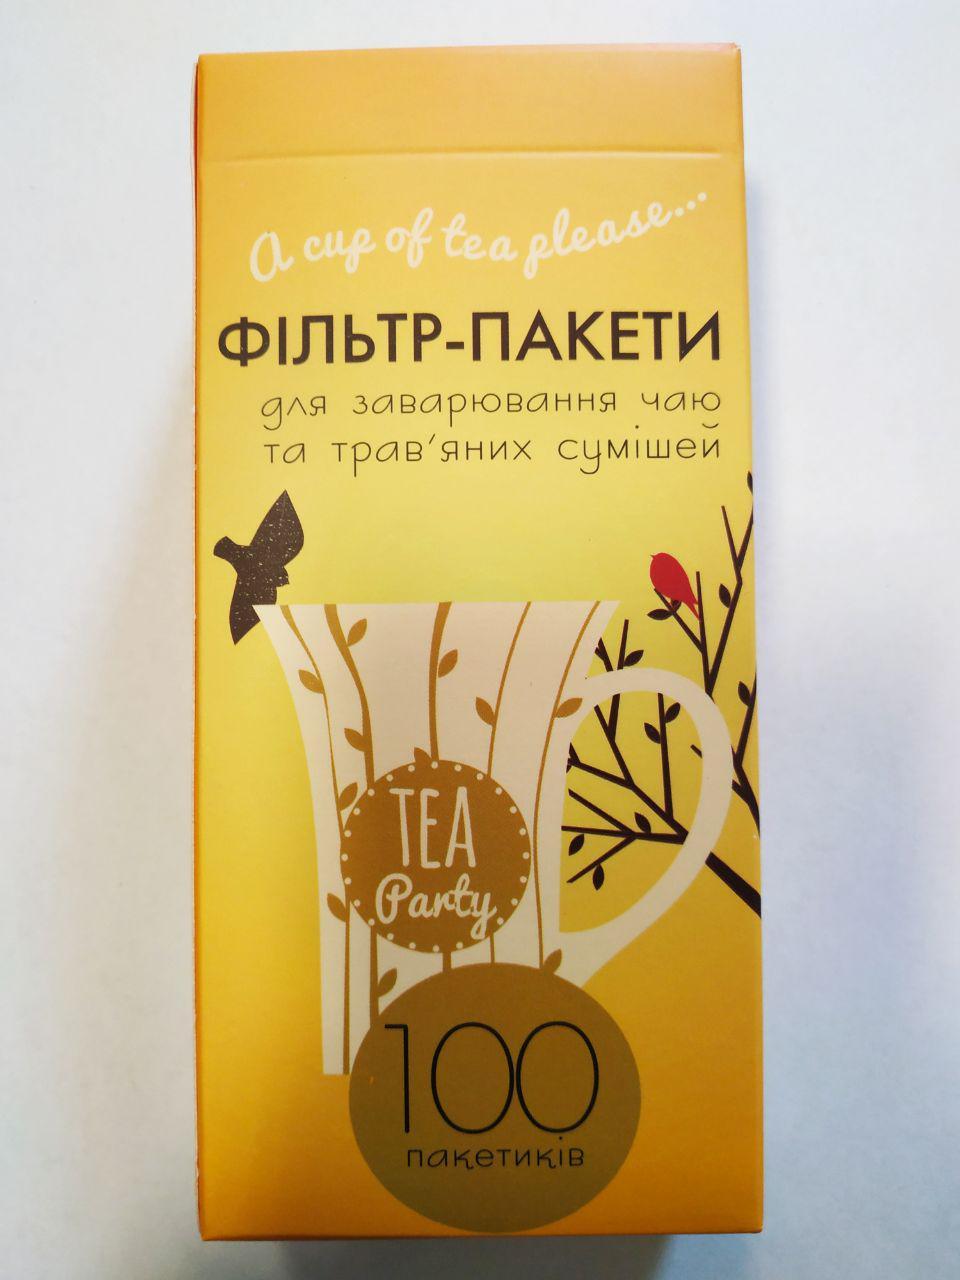 A cup of tea please...
ФІЛЬТР-ПАКЕТИ
для заварювання чаю
та трав'яних сумішей
TEA
Party
100
пакетиків